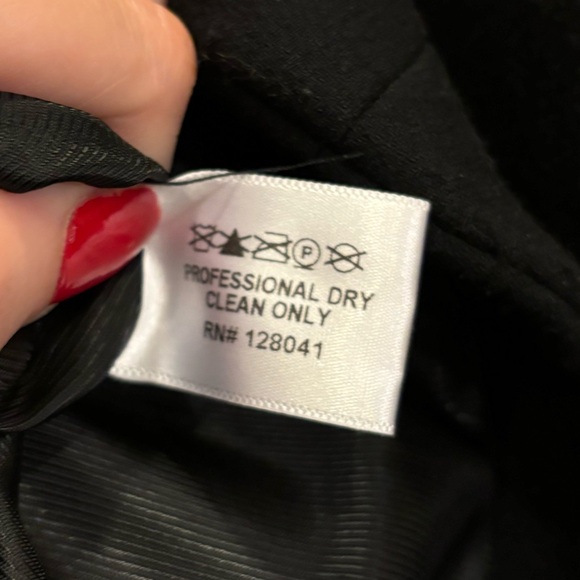 P
PROFESSIONAL DRY
CLEAN ONLY
RN# 128041